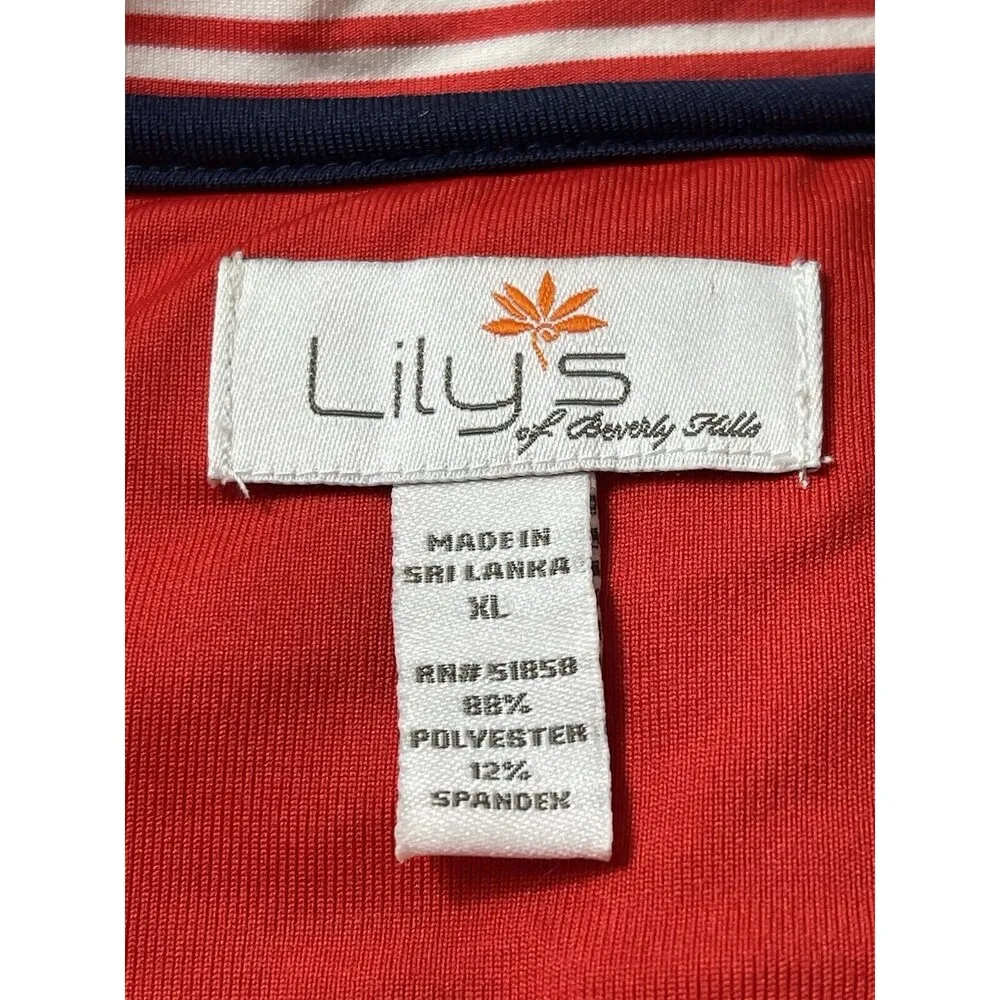 Lily's
of Beverly Hills
MADE IN
SRI LANKA
XL
RN# 51858
88%
POLYESTER
12%
SPANDEX